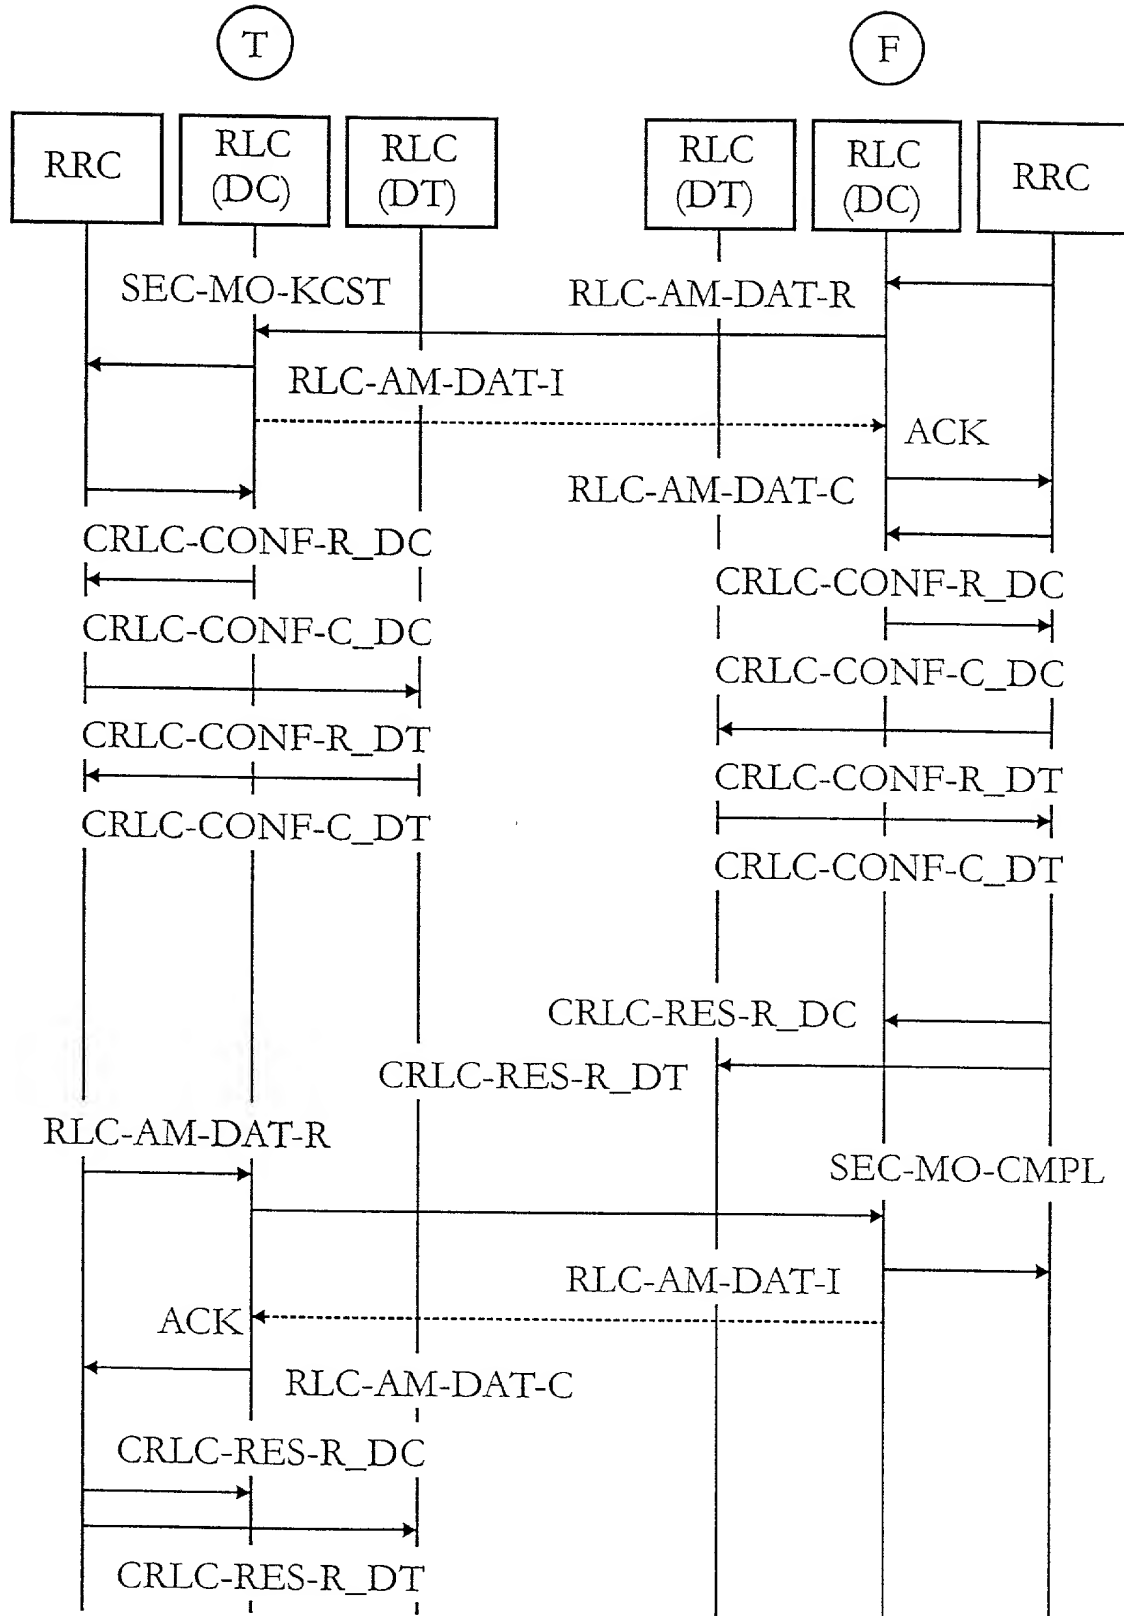 T
F
RRC
RLC
(DC)
RLC
(DT)
RLC
(DT)
RLC
(DC)
RRC
SEC-MO-KCST
RLC-AM-DAT-R
RLC-AM-DAT-I
ACK
RLC-AM-DAT-C
CRLC-CONF-R_DC
CRLC-CONF-R_DC
CRLC-CONF-C_DC
CRLC-CONF-C_DC
CRLC-CONF-R_DT
CRLC-CONF-R_DT
CRLC-CONF-C_DT
CRLC-CONF-C_DT
CRLC-RES-R_DC
CRLC-RES-R_DT
RLC-AM-DAT-R
SEC-MO-CMPL
RLC-AM-DAT-I
ACK
RLC-AM-DAT-C
CRLC-RES-R_DC
CRLC-RES-R_DT